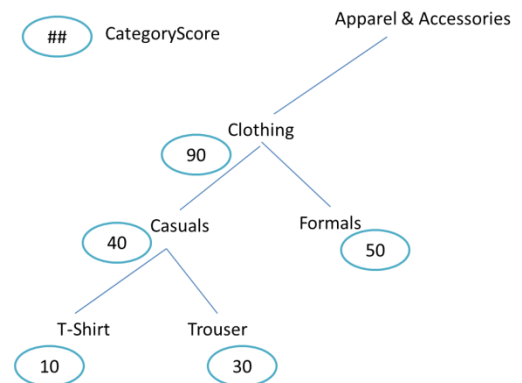 Apparel & Accessories
## CategoryScore
Clothing
90
Casuals
Formals
40
50
T-Shirt
Trouser
10
30